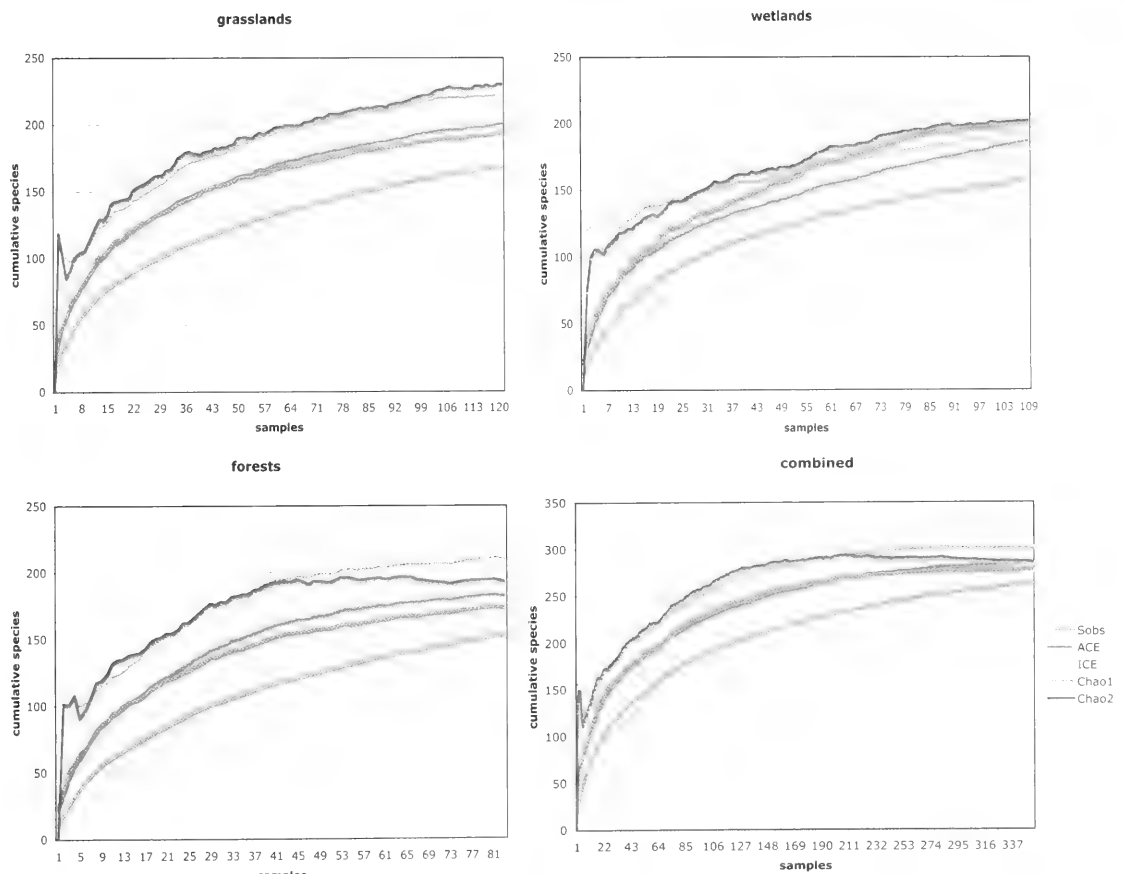 grasslands
250
200
150
100
50
0
cumulative species
1 8 15 22 29 36 43 50 57 64 71 78 85 92 99 106 113 120
samples
wetlands
250
200
150
100
50
0
cumulative species
1 7 13 19 25 31 37 43 49 55 61 67 73 79 85 91 97 103 109
samples
forests
250
200
150
100
50
0
cumulative species
1 5 9 13 17 21 25 29 33 37 41 45 49 53 57 61 65 69 73 77 81
samples
combined
350
300
250
200
150
100
50
0
cumulative species
1 22 43 64 85 106 127 148 169 190 211 232 253 274 295 316 337
samples
Sobs
ACE
ICE
Chao1
Chao2